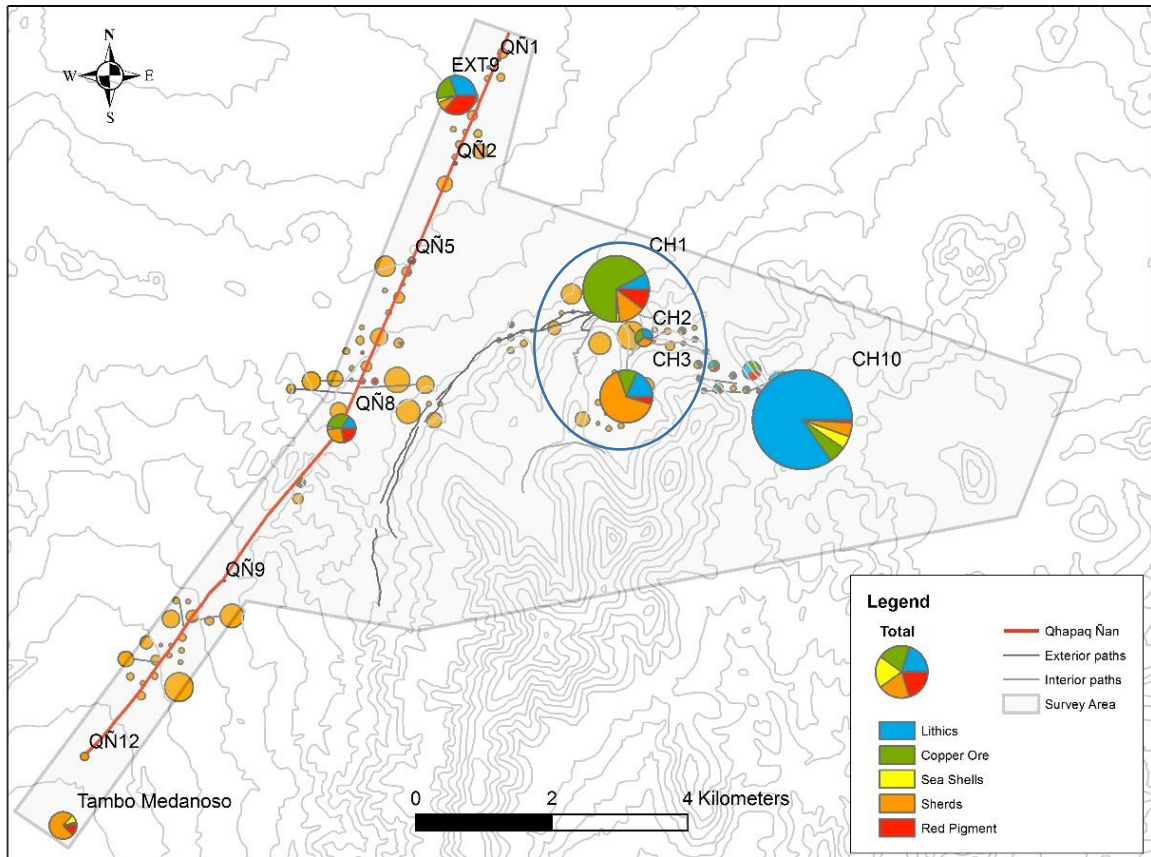 N
W E
S
QÑ1
EXT9
QÑ2
QÑ5
CH1
CH2
CH3
CH10
QÑ8
QÑ9
QÑ12
Tambo Medanoso
0 2 4 Kilometers
Legend
Total
Lithics
Copper Ore
Sea Shells
Sherds
Red Pigment
Qhapaq Ñan
Exterior paths
Interior paths
Survey Area